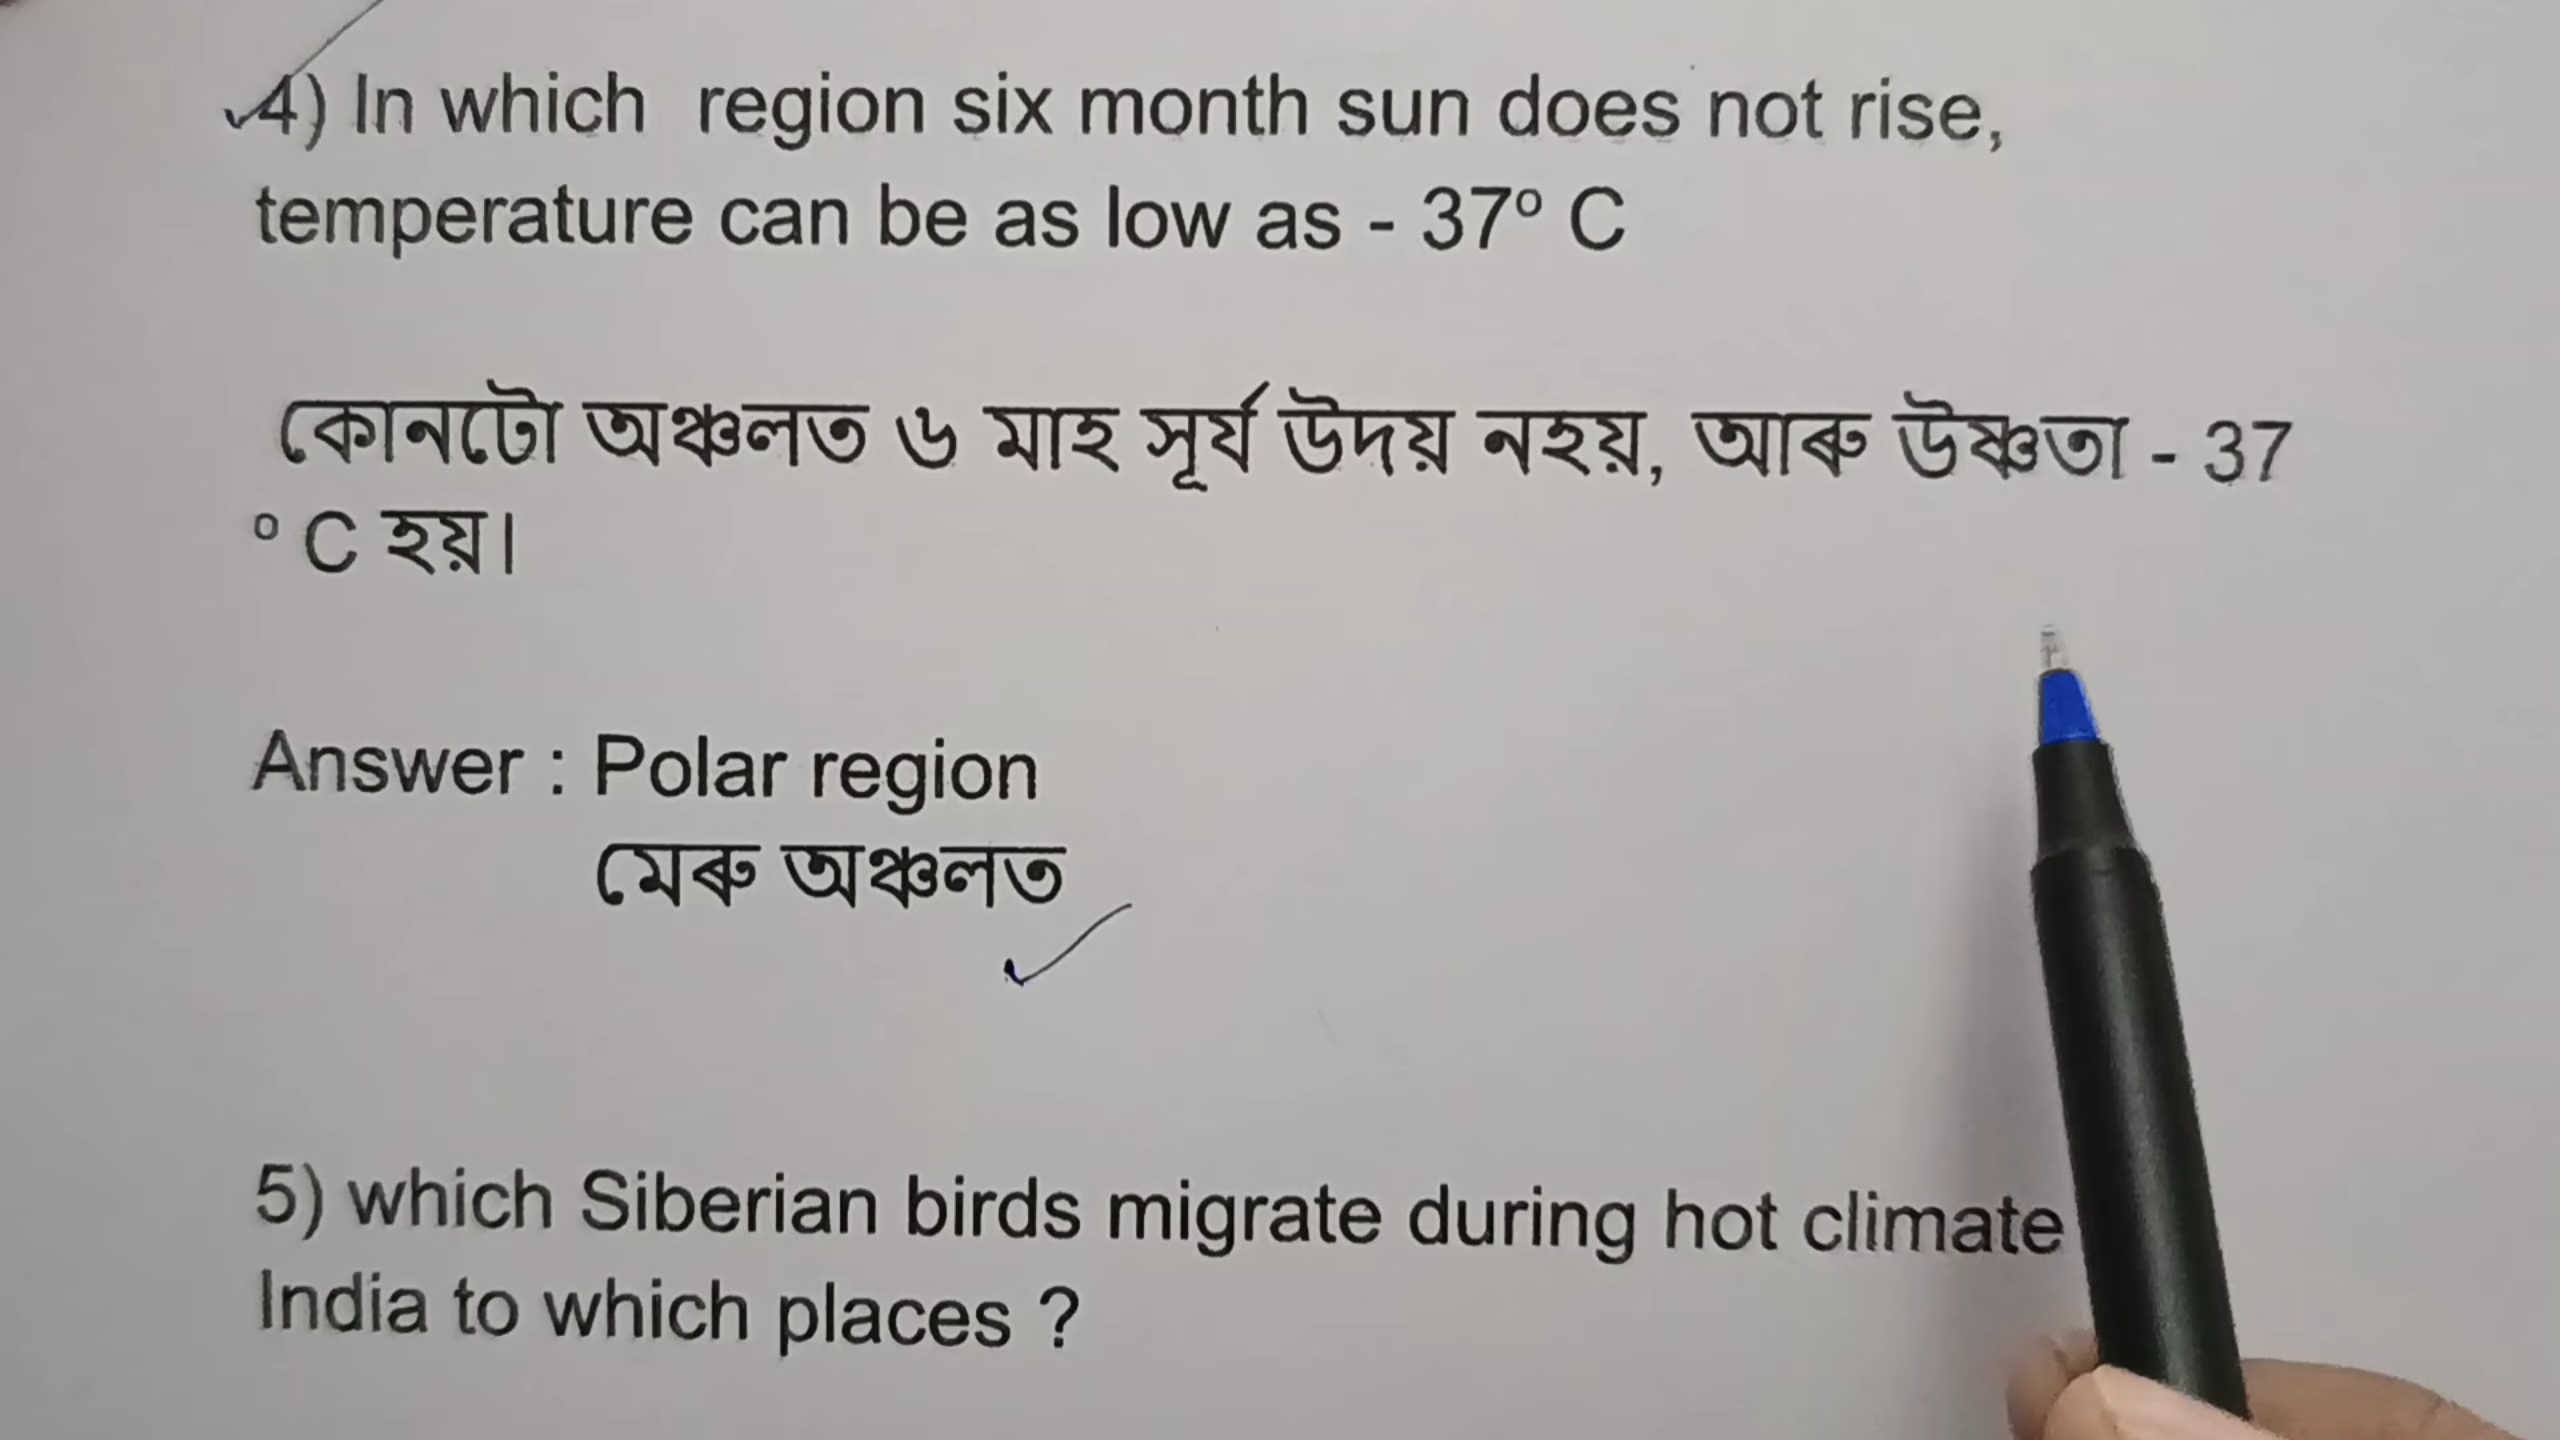 4) In which region six month sun does not rise,
temperature can be as low as - 37º C
কোনটো অঞ্চলত ৬ মাহ সূৰ্য উদয় নহয়, আৰু উষ্ণতা - 37
º C হয়।
Answer : Polar region
মেৰু অঞ্চলত
5) which Siberian birds migrate during hot climate
India to which places ?